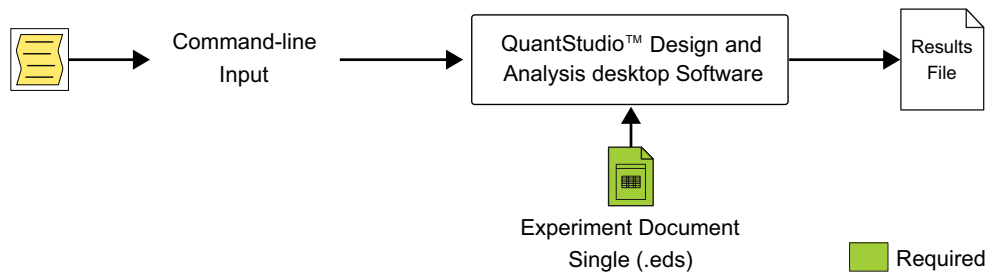 Command-line
Input
QuantStudio™ Design and
Analysis desktop Software
Results
File
Experiment Document
Single (.eds)
Required